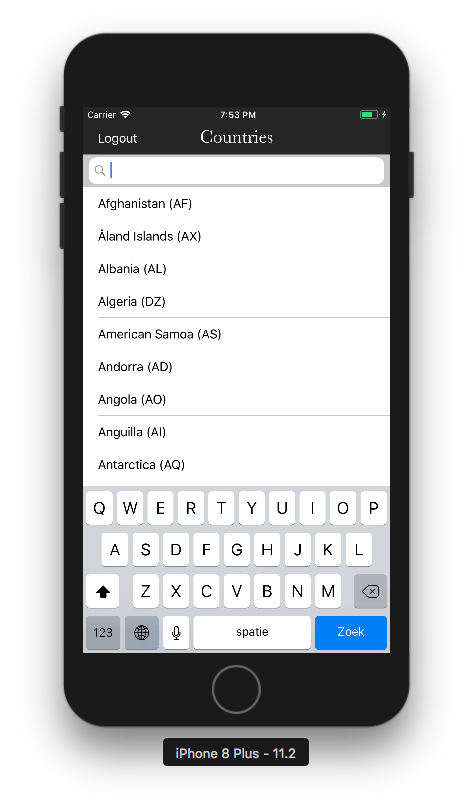 Carrier 7:53 PM
Logout Countries
Afghanistan (AF)
Åland Islands (AX)
Albania (AL)
Algeria (DZ)
American Samoa (AS)
Andorra (AD)
Angola (AO)
Anguilla (AI)
Antarctica (AQ)
Q W E R T Y U I O P
A S D F G H J K L
Z X C V B N M
123 spatie Zoek
iPhone 8 Plus - 11.2